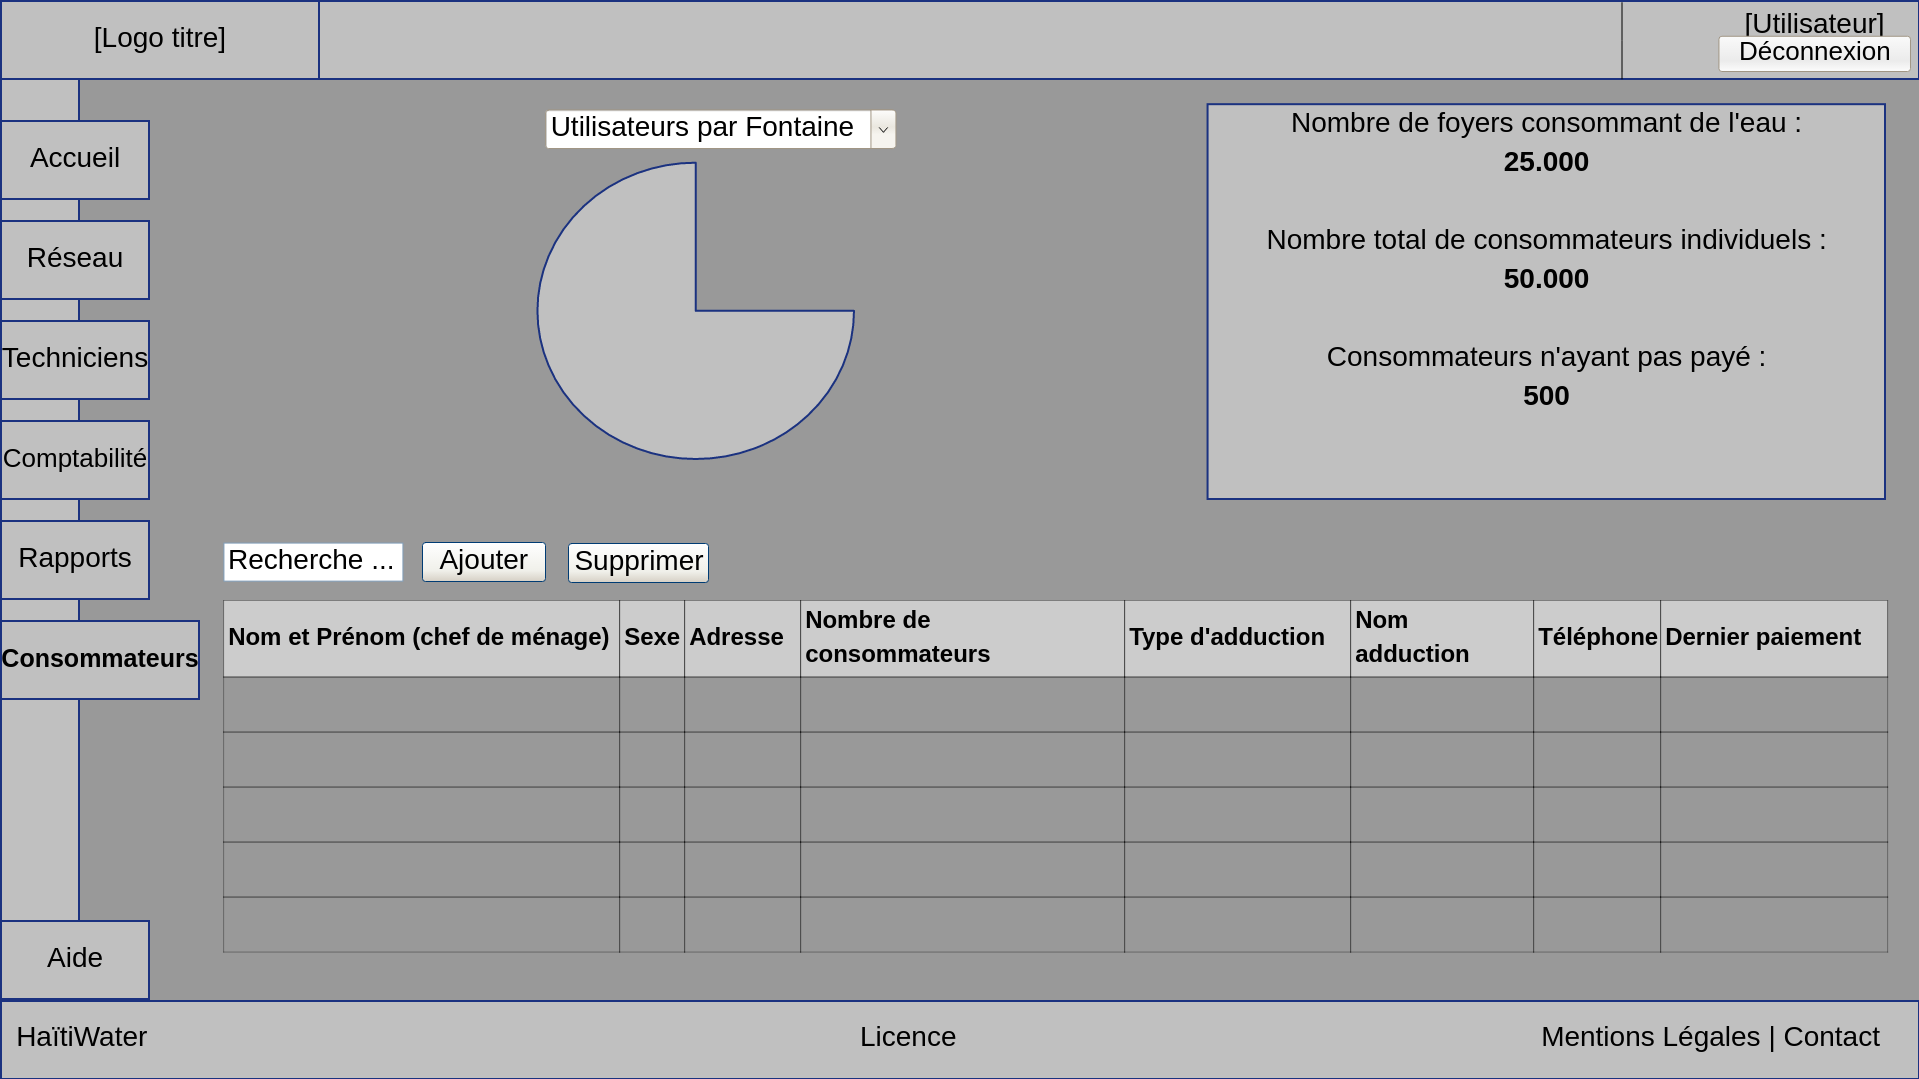 [Logo titre]
[Utilisateur]
Déconnexion
Accueil
Réseau
Techniciens
Comptabilité
Rapports
Consommateurs
Aide
Utilisateurs par Fontaine
Nombre de foyers consommant de l'eau :
25.000
Nombre total de consommateurs individuels :
50.000
Consommateurs n'ayant pas payé :
500
Recherche ...
Ajouter
Supprimer
Nom et Prénom (chef de ménage)
Sexe
Adresse
Nombre de
consommateurs
Type d'adduction
Nom
adduction
Téléphone
Dernier paiement
HaïtiWater
Licence
Mentions Légales | Contact